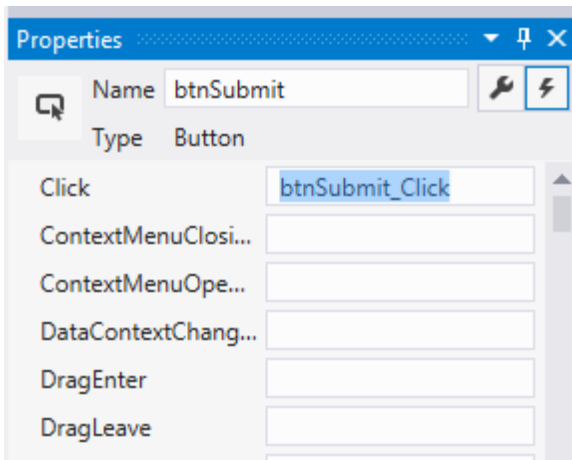 Properties
Name btnSubmit
Type Button
Click btnSubmit_Click
ContextMenuClosi...
ContextMenuOpe...
DataContextChang...
DragEnter
DragLeave